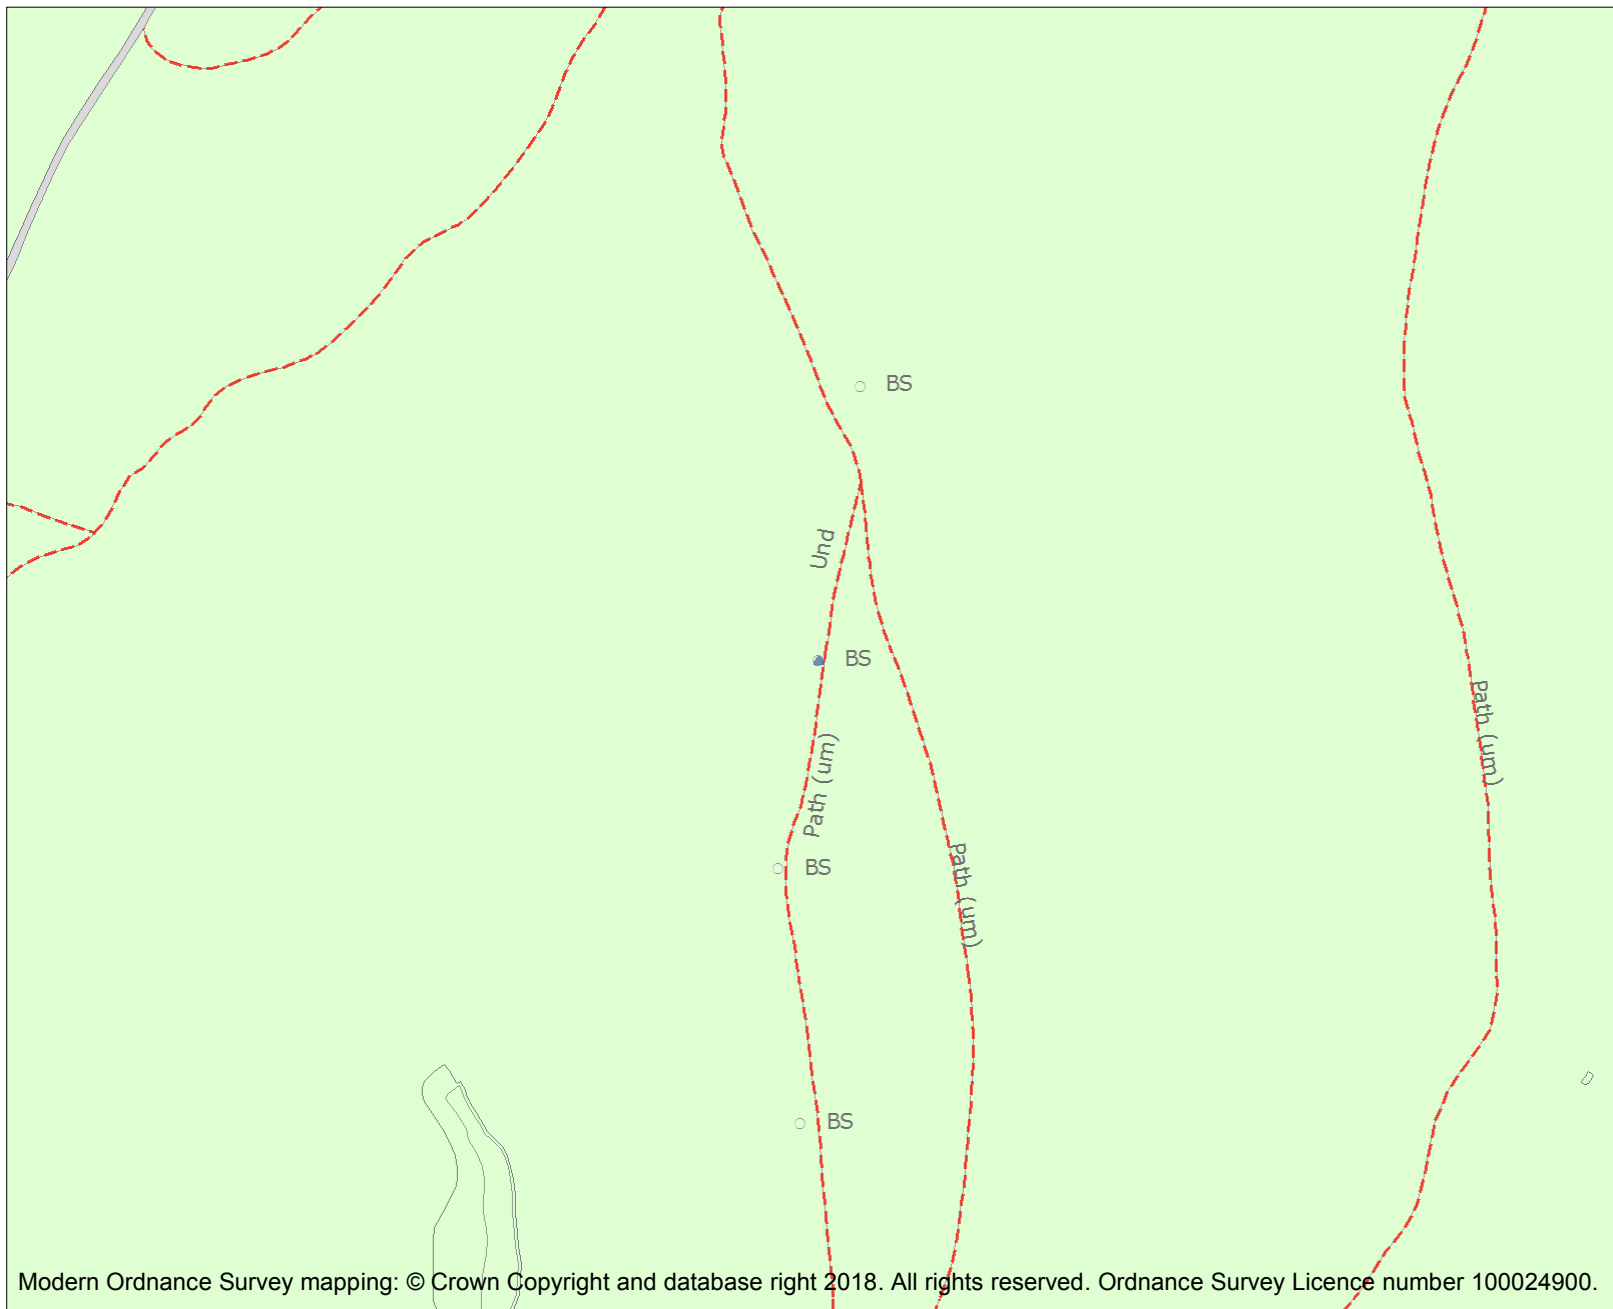 BS
Und
BS
Path (um)
Path (um)
BS
Path (um)
BS
Modern Ordnance Survey mapping: © Crown Copyright and database right 2018. All rights reserved. Ordnance Survey Licence number 100024900.